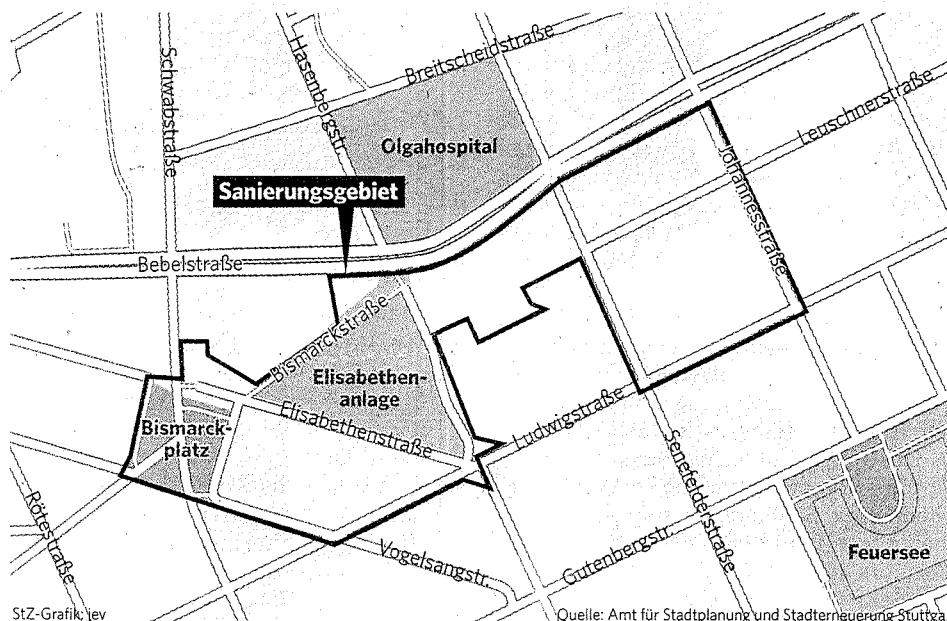 Schwabstraße
Hasenbergstr.
Breitscheidstraße
Leuschnerstraße
Olgahospital
Johannesstraße
Sanierungsgebiet
Bebelstraße
Bismarckstraße
Elisabethen-
anlage
Elisabethenstraße
Bismarck-
platz
Ludwigstraße
Senefelderstraße
Rötestraße
Vogelsangstr.
Gutenbergstr.
Feuersee
StZ-Grafik: jev
Quelle: Amt für Stadtplanung und Stadterneuerung Stuttga